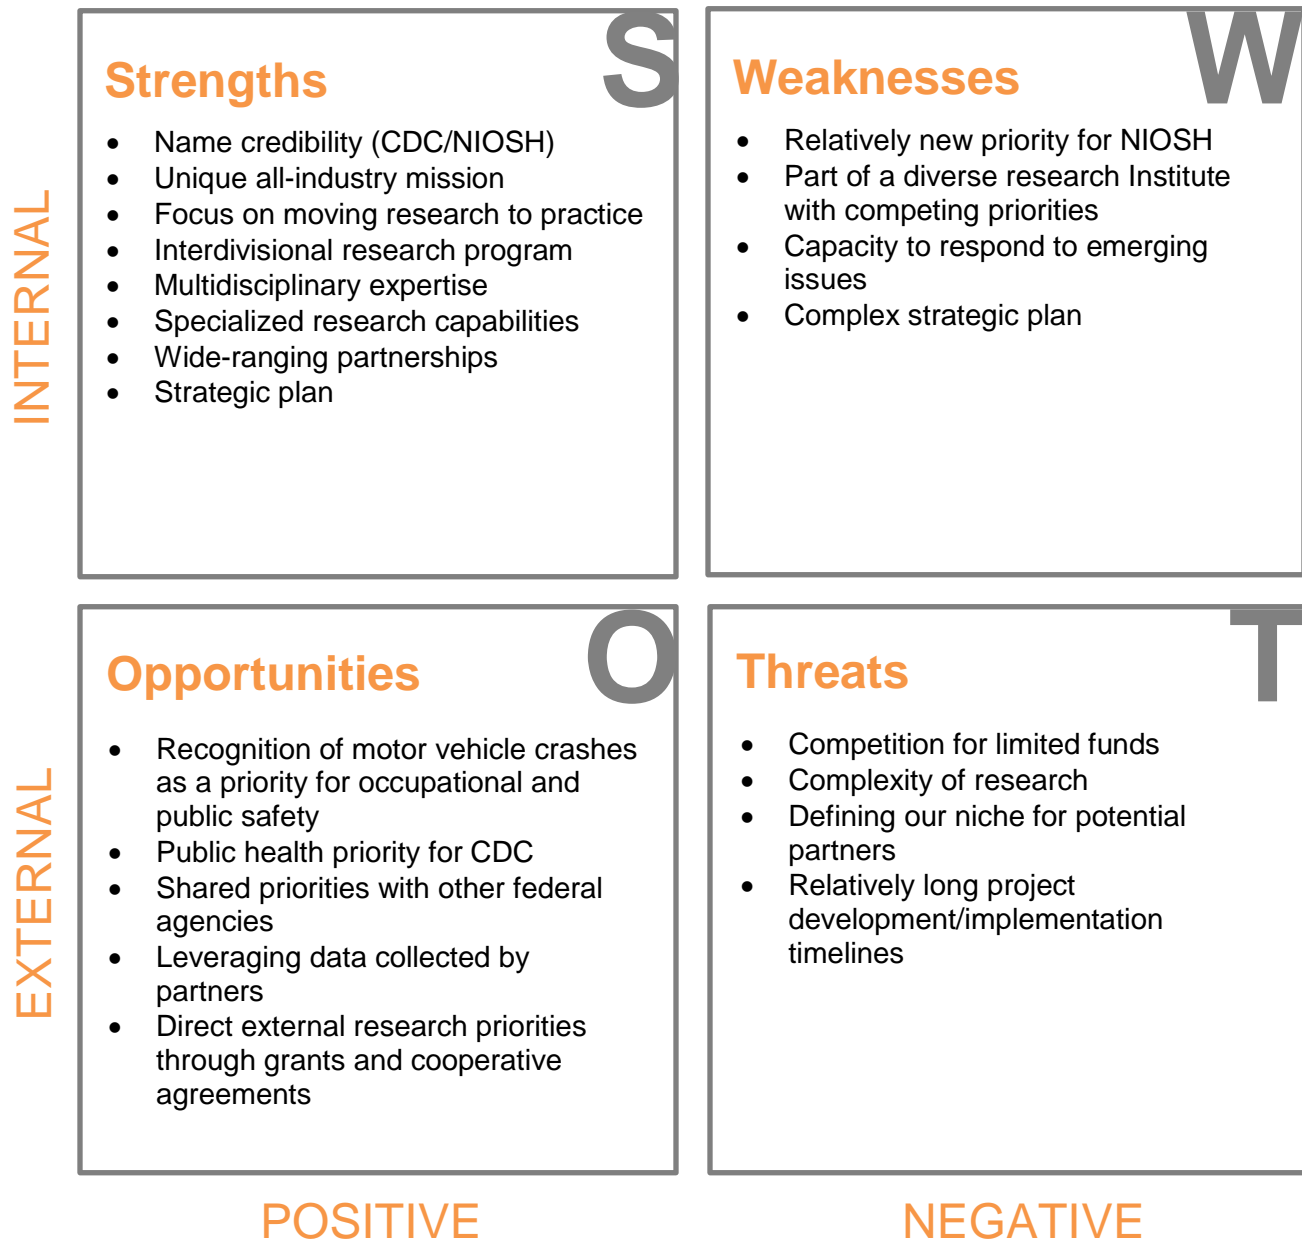 S
Strengths
• Name credibility (CDC/NIOSH)
• Unique all-industry mission
• Focus on moving research to practice
• Interdivisional research program
• Multidisciplinary expertise
• Specialized research capabilities
• Wide-ranging partnerships
• Strategic plan
W
Weaknesses
• Relatively new priority for NIOSH
• Part of a diverse research Institute
with competing priorities
• Capacity to respond to emerging
issues
• Complex strategic plan
INTERNAL
O
Opportunities
• Recognition of motor vehicle crashes
as a priority for occupational and
public safety
• Public health priority for CDC
• Shared priorities with other federal
agencies
• Leveraging data collected by
partners
• Direct external research priorities
through grants and cooperative
agreements
T
Threats
• Competition for limited funds
• Complexity of research
• Defining our niche for potential
partners
• Relatively long project
development/implementation
timelines
EXTERNAL
POSITIVE
NEGATIVE